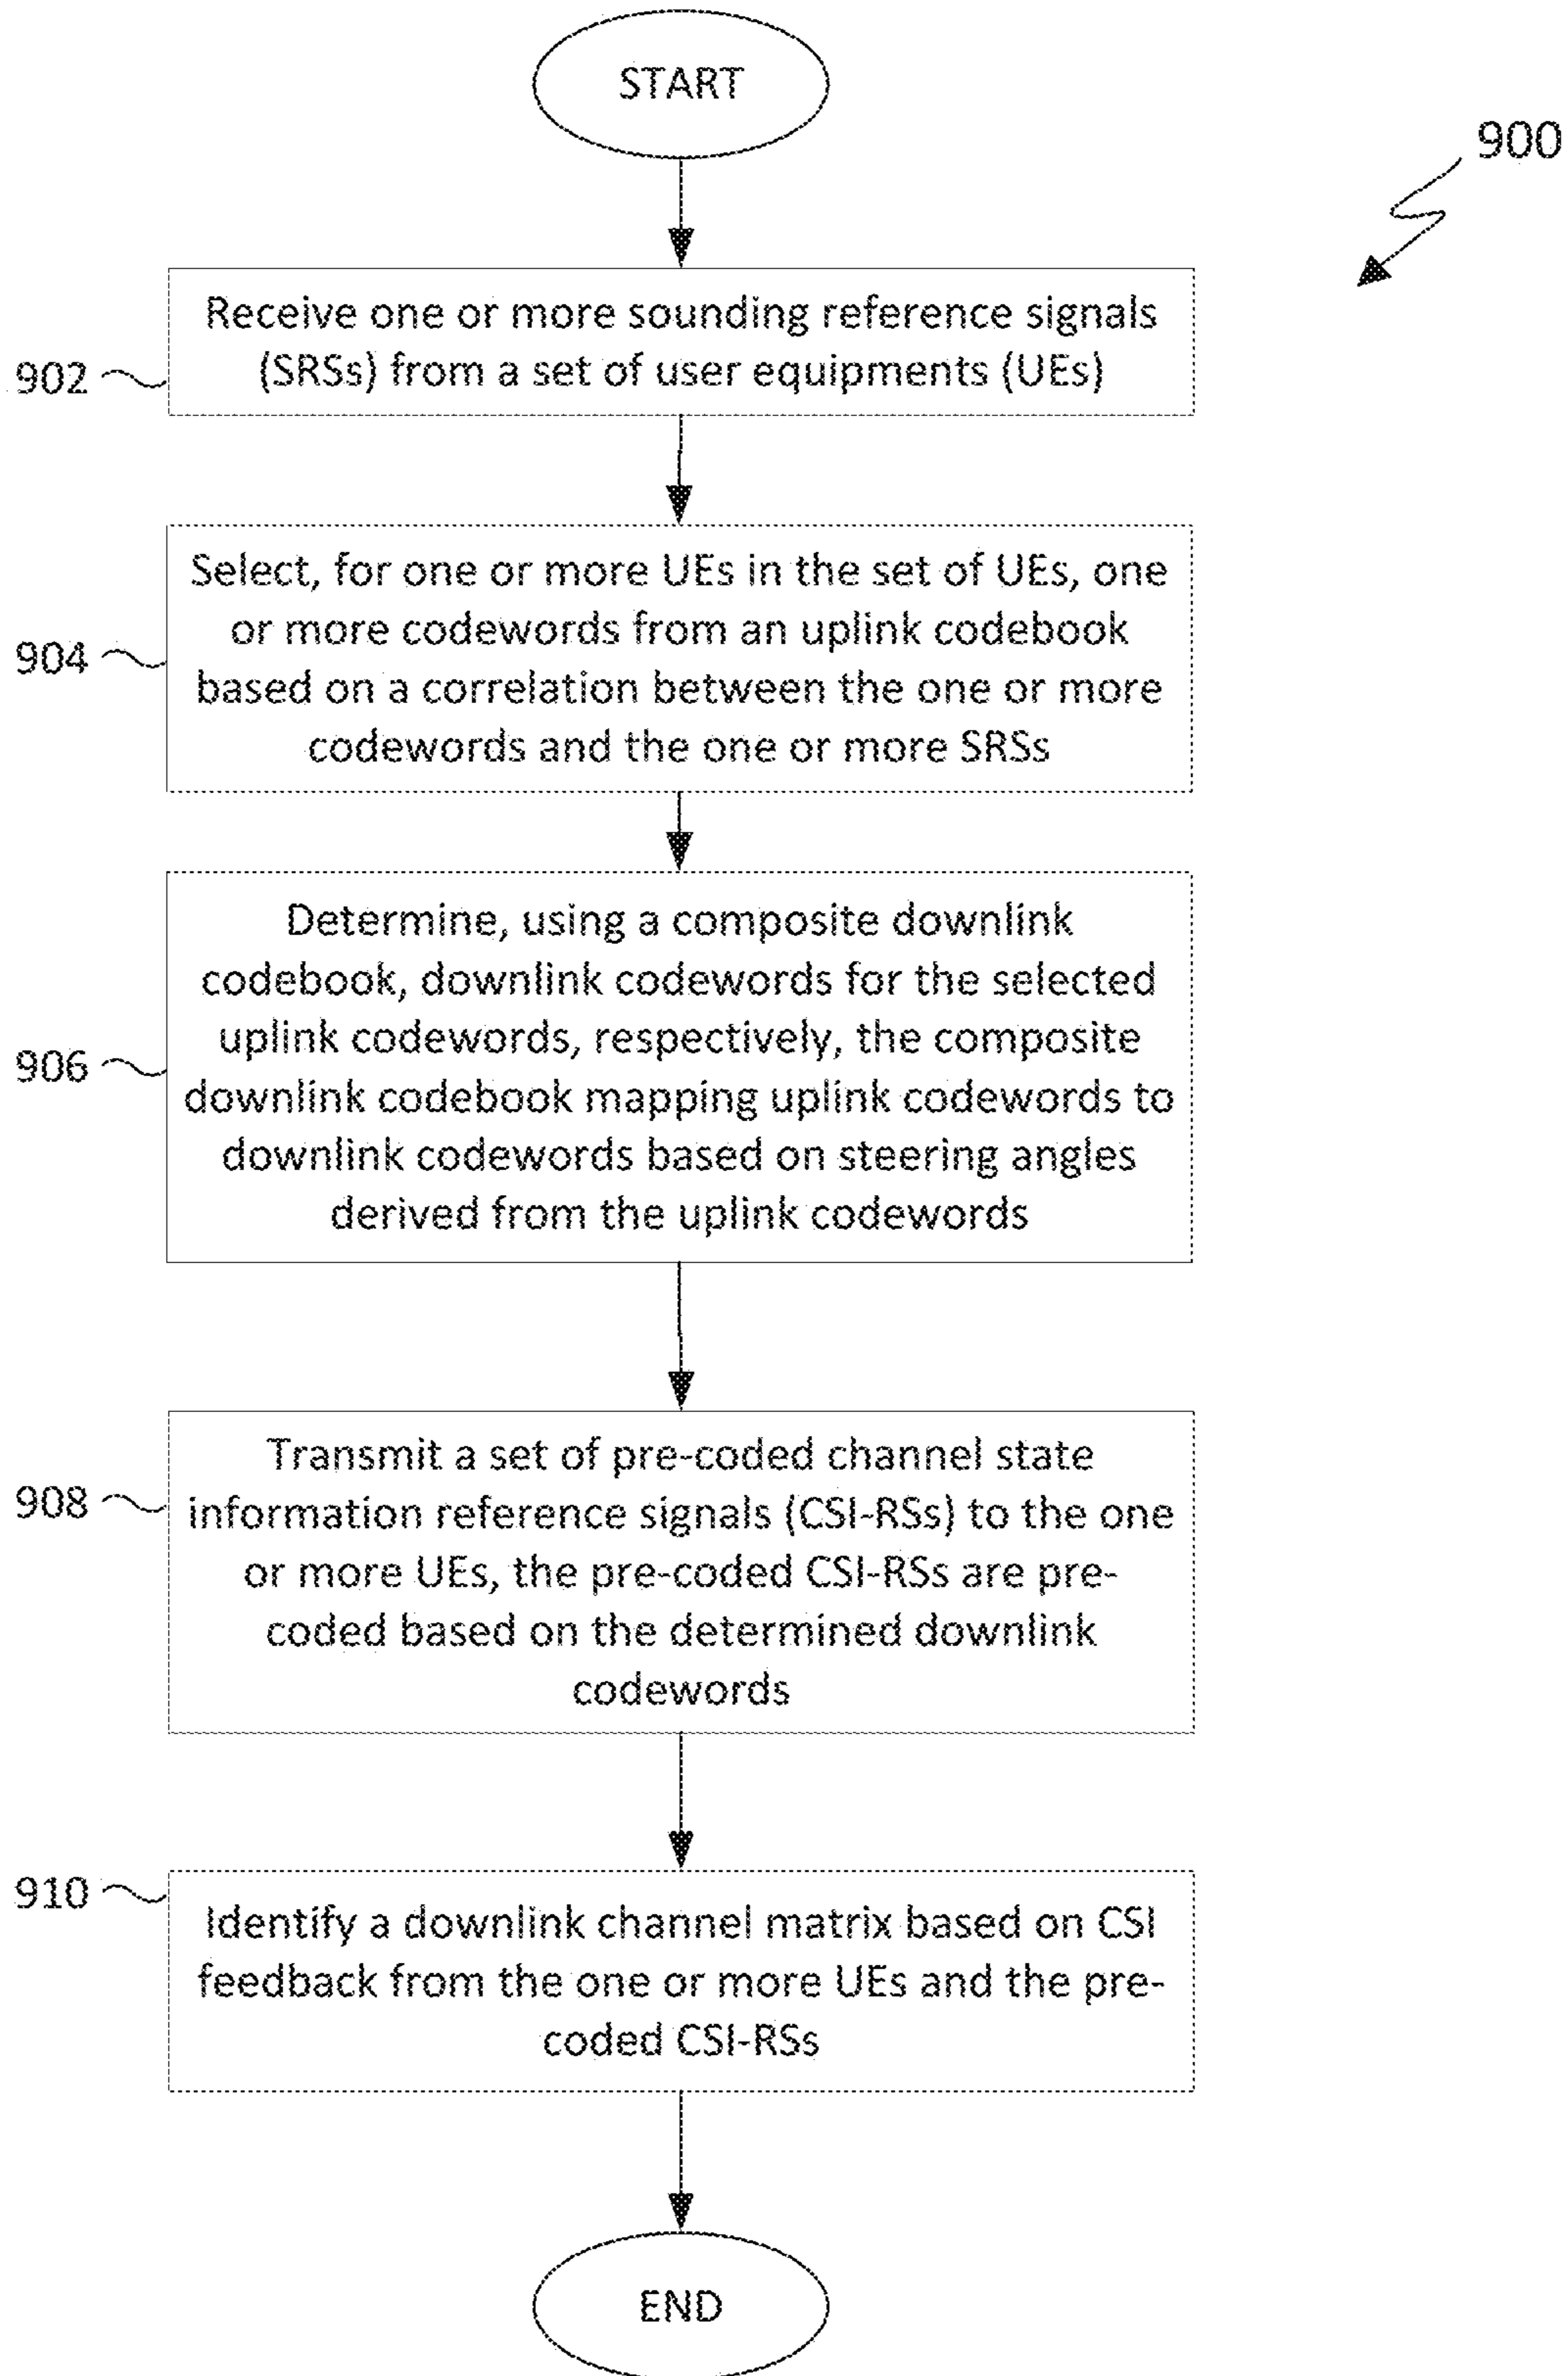 START
900
Receive one or more sounding reference signals
(SRSs) from a set of user equipments (UEs)
902
Select, for one or more UEs in the set of UEs, one
or more codewords from an uplink codebook
based on a correlation between the one or more
codewords and the one or more SRSs
904
Determine, using a composite downlink
codebook, downlink codewords for the selected
uplink codewords, respectively, the composite
downlink codebook mapping uplink codewords to
downlink codewords based on steering angles
derived from the uplink codewords
906
Transmit a set of pre-coded channel state
information reference signals (CSI-RSs) to the one
or more UEs, the pre-coded CSI-RSs are pre-
coded based on the determined downlink
codewords
908
Identify a downlink channel matrix based on CSI
feedback from the one or more UEs and the pre-
coded CSI-RSs
910
END